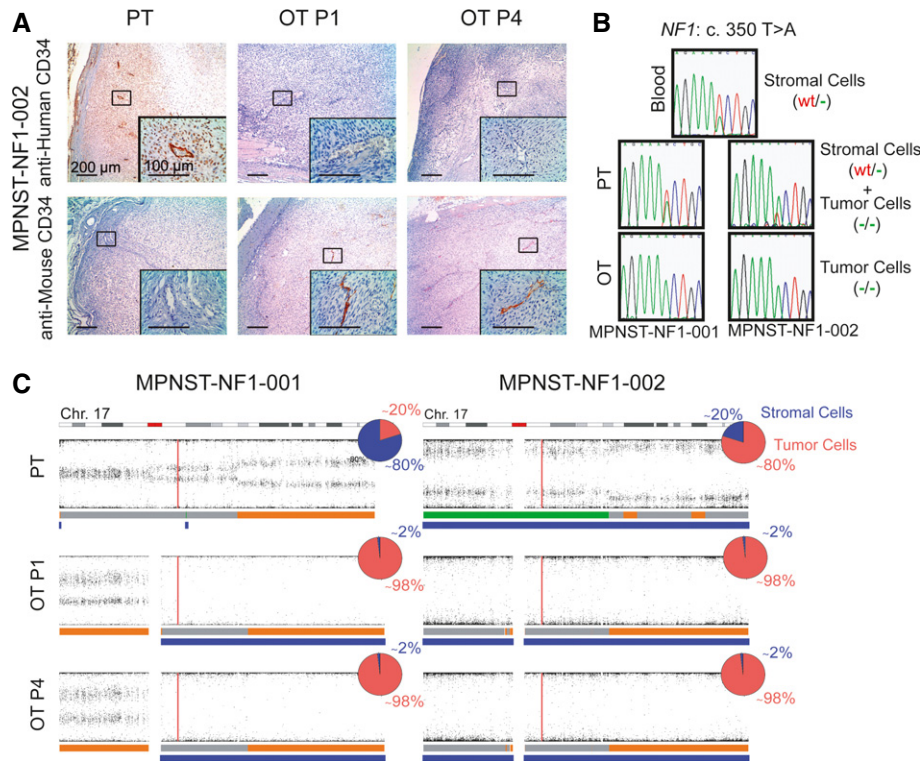 A
PT
OT P1
OT P4
MPNST-NF1-002
anti-Human CD34
anti-Mouse CD34
200 µm
100 µm
B
NF1: c. 350 T>A
Blood
Stromal Cells
(wt/-)
PT
Stromal Cells
(wt/-)
+
Tumor Cells
(-/-)
OT
Tumor Cells
(-/-)
MPNST-NF1-001
MPNST-NF1-002
C
MPNST-NF1-001
MPNST-NF1-002
Chr. 17
~20%
~80%
~20%
Stromal Cells
Tumor Cells
~80%
PT
~2%
~98%
~2%
~98%
OT P1
~2%
~98%
~2%
~98%
OT P4